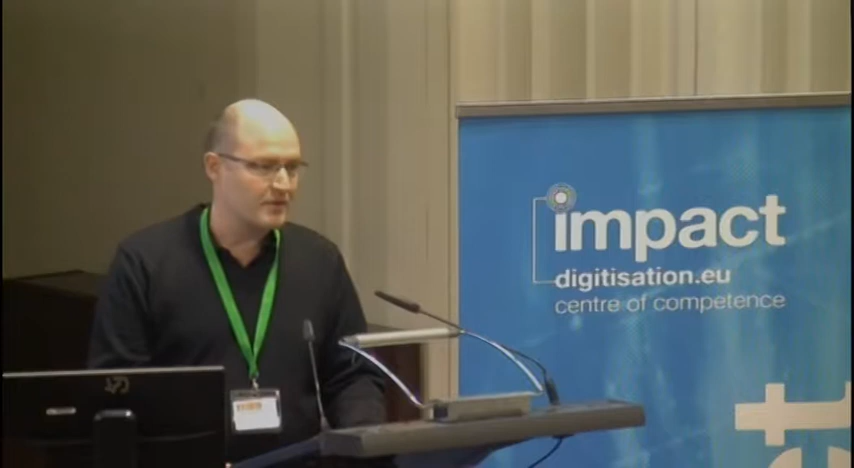 impact
digitisation.eu
centre of competence